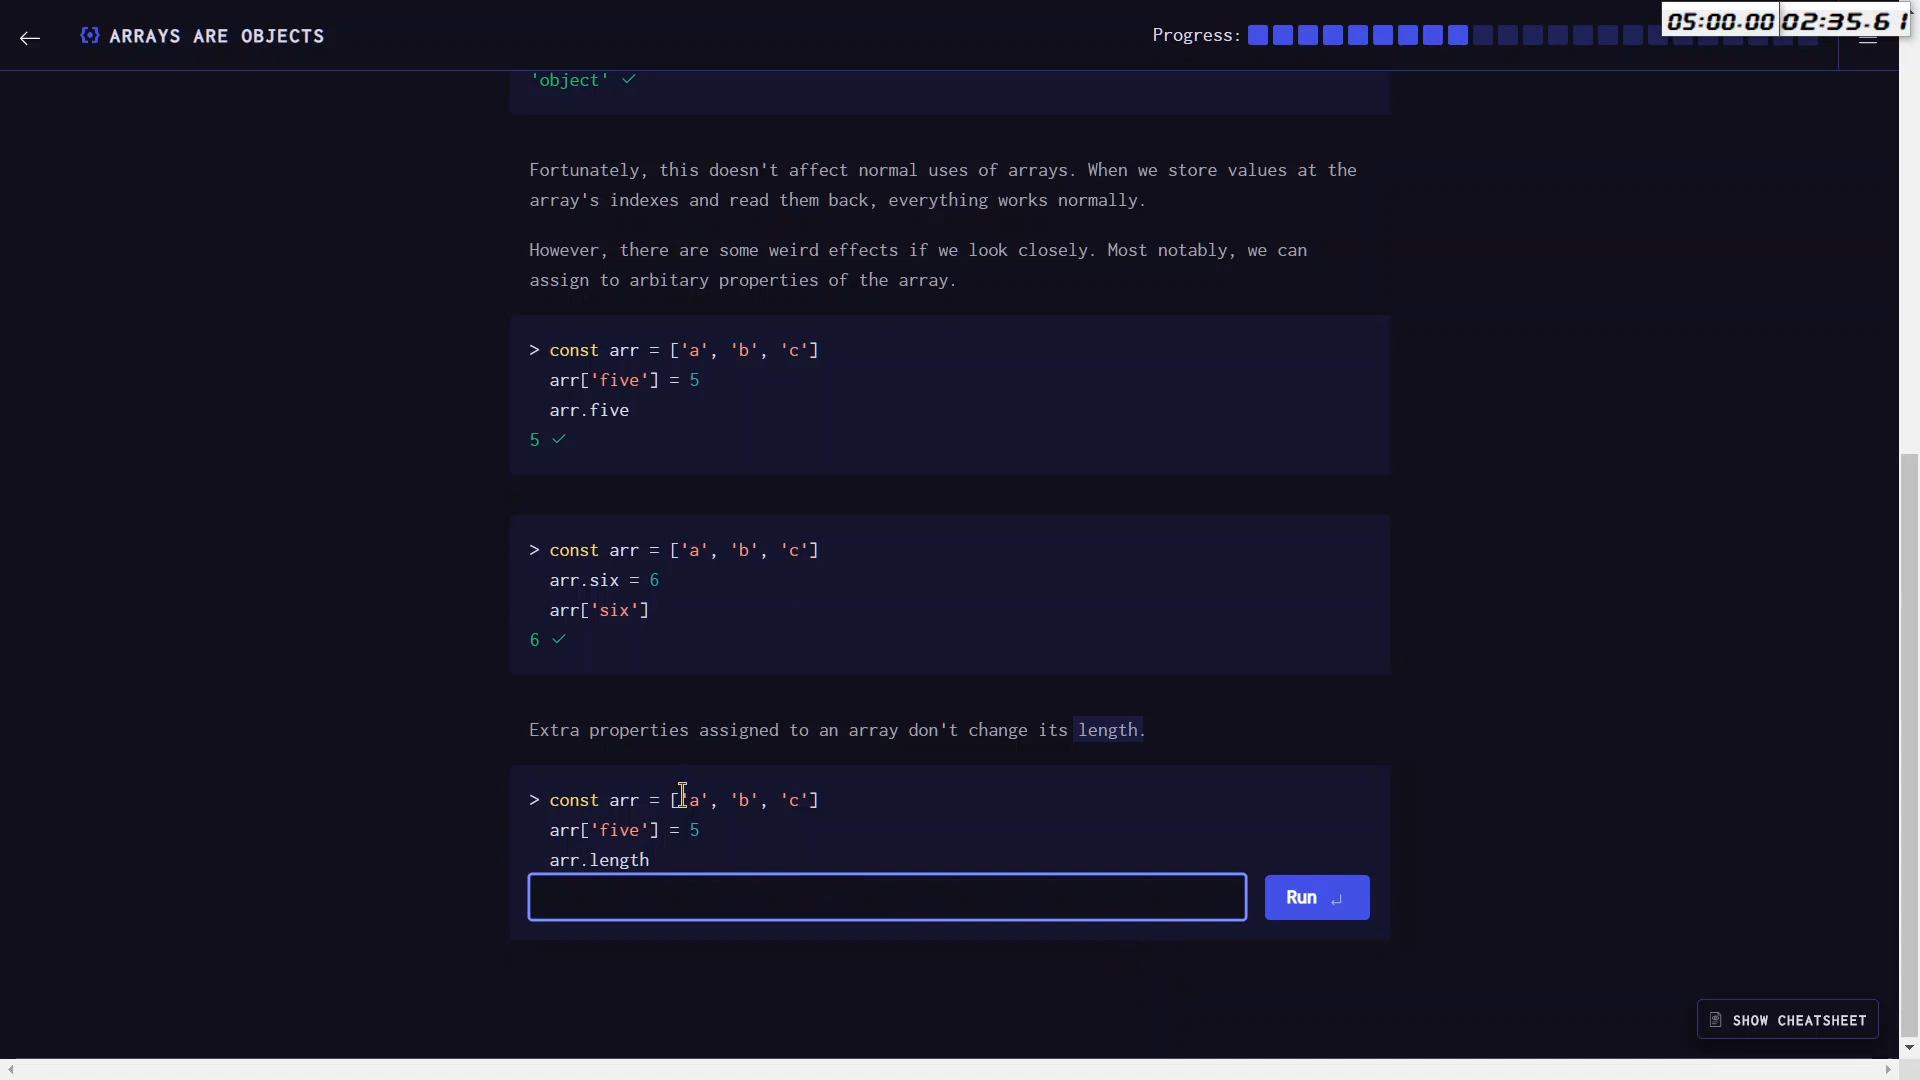 05:00.00 02:35.61
ARRAYS ARE OBJECTS
Progress:
'object' ✓
Fortunately, this doesn't affect normal uses of arrays. When we store values at the
array's indexes and read them back, everything works normally.
However, there are some weird effects if we look closely. Most notably, we can
assign to arbitary properties of the array.
> const arr = ['a', 'b', 'c']
arr['five'] = 5
arr.five
5 ✓
> const arr = ['a', 'b', 'c']
arr.six = 6
arr['six']
6 ✓
Extra properties assigned to an array don't change its length.
> const arr = ['a', 'b', 'c']
arr['five'] = 5
arr.length
Run ↵
SHOW CHEATSHEET